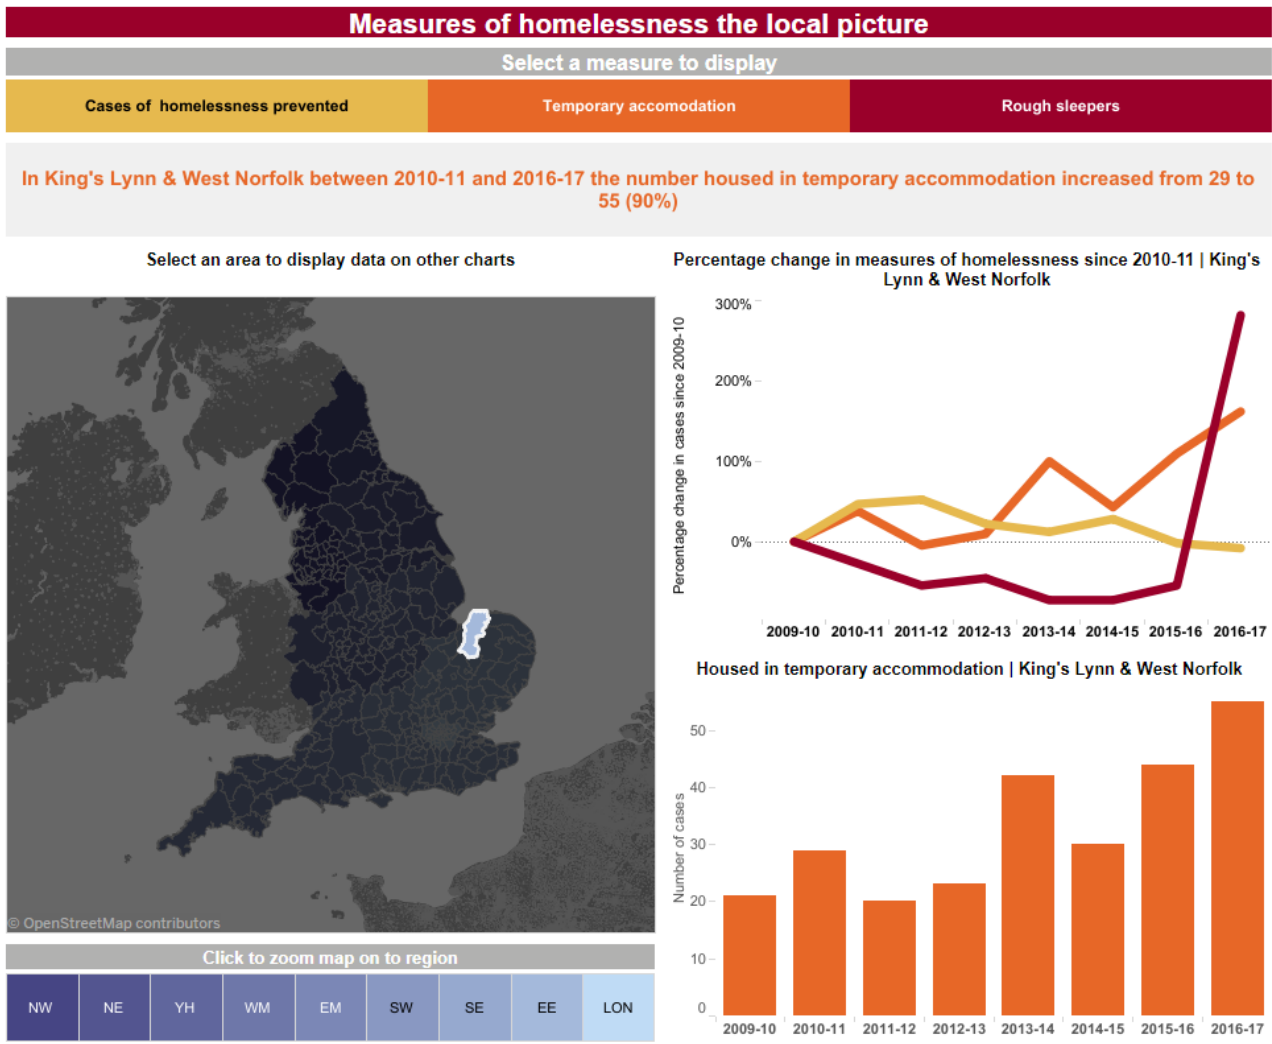 Measures of homelessness the local picture
Select a measure to display
Cases of  homelessness prevented
Temporary accomodation
Rough sleepers
In King's Lynn & West Norfolk between 2010-11 and 2016-17 the number housed in temporary accommodation increased from 29 to
55 (90%)
Select an area to display data on other charts
© OpenStreetMap contributors
Click to zoom map on to region
NW NE YH WM EM SW SE EE LON
Percentage change in measures of homelessness since 2010-11 | King's
Lynn & West Norfolk
Percentage change in cases since 2009-10
300%
200%
100%
0%
2009-10 2010-11 2011-12 2012-13 2013-14 2014-15 2015-16 2016-17
Housed in temporary accommodation | King's Lynn & West Norfolk
Number of cases
50
40
30
20
10
0
2009-10 2010-11 2011-12 2012-13 2013-14 2014-15 2015-16 2016-17